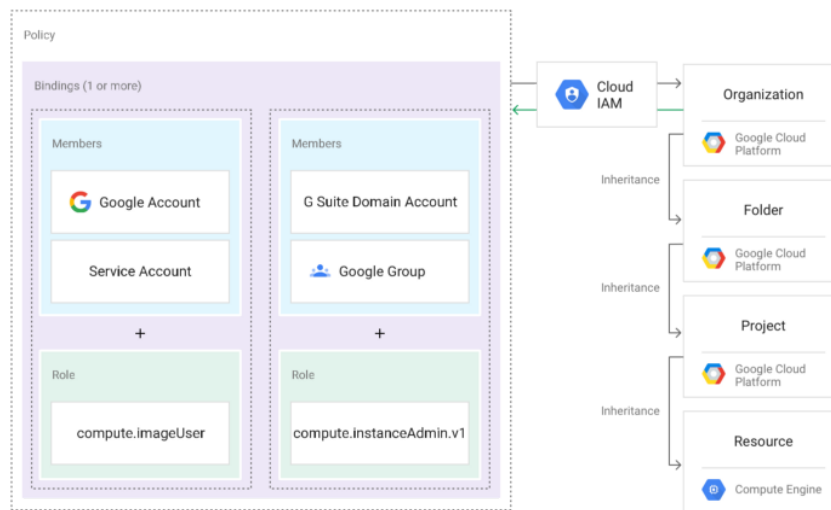 Policy
Bindings (1 or more)
Members
Google Account
Service Account
+
Role
compute.imageUser
Members
G Suite Domain Account
Google Group
+
Role
compute.instanceAdmin.v1
Cloud
IAM
Organization
Google Cloud
Platform
Inheritance
Folder
Google Cloud
Platform
Inheritance
Project
Google Cloud
Platform
Inheritance
Resource
Compute Engine